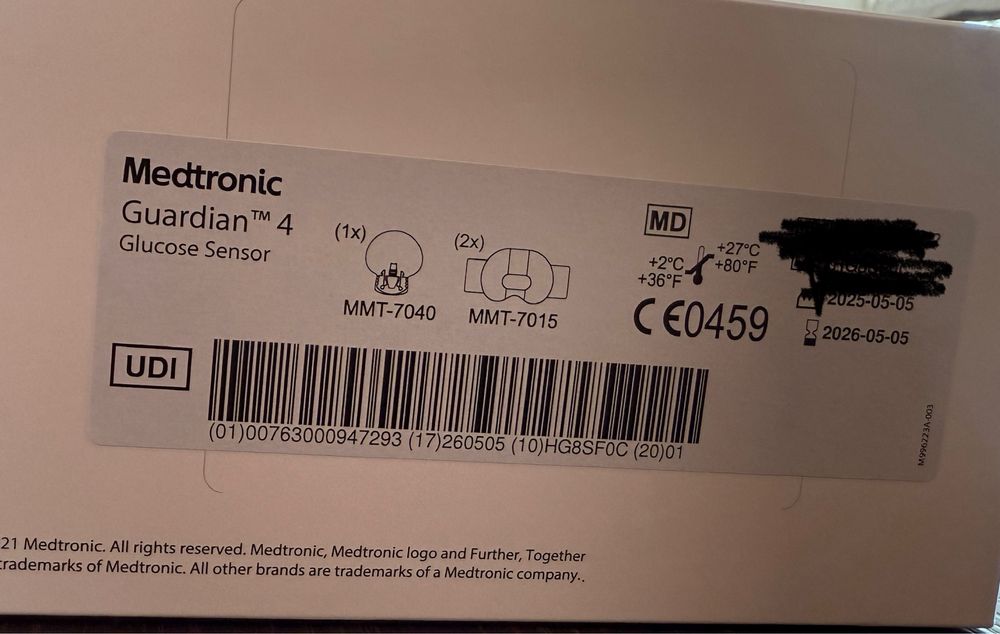 Medtronic
Guardian™ 4
Glucose Sensor
(1x)
MMT-7040
(2x)
MMT-7015
MD
+2°C
+36°F
+27°C
+80°F
CE0459
2025-05-05
2026-05-05
UDI
(01)00763000947293 (17)260505 (10)HG8SF0C (20)01
M996223A-003
21 Medtronic. All rights reserved. Medtronic, Medtronic logo and Further, Together
trademarks of Medtronic. All other brands are trademarks of a Medtronic company..